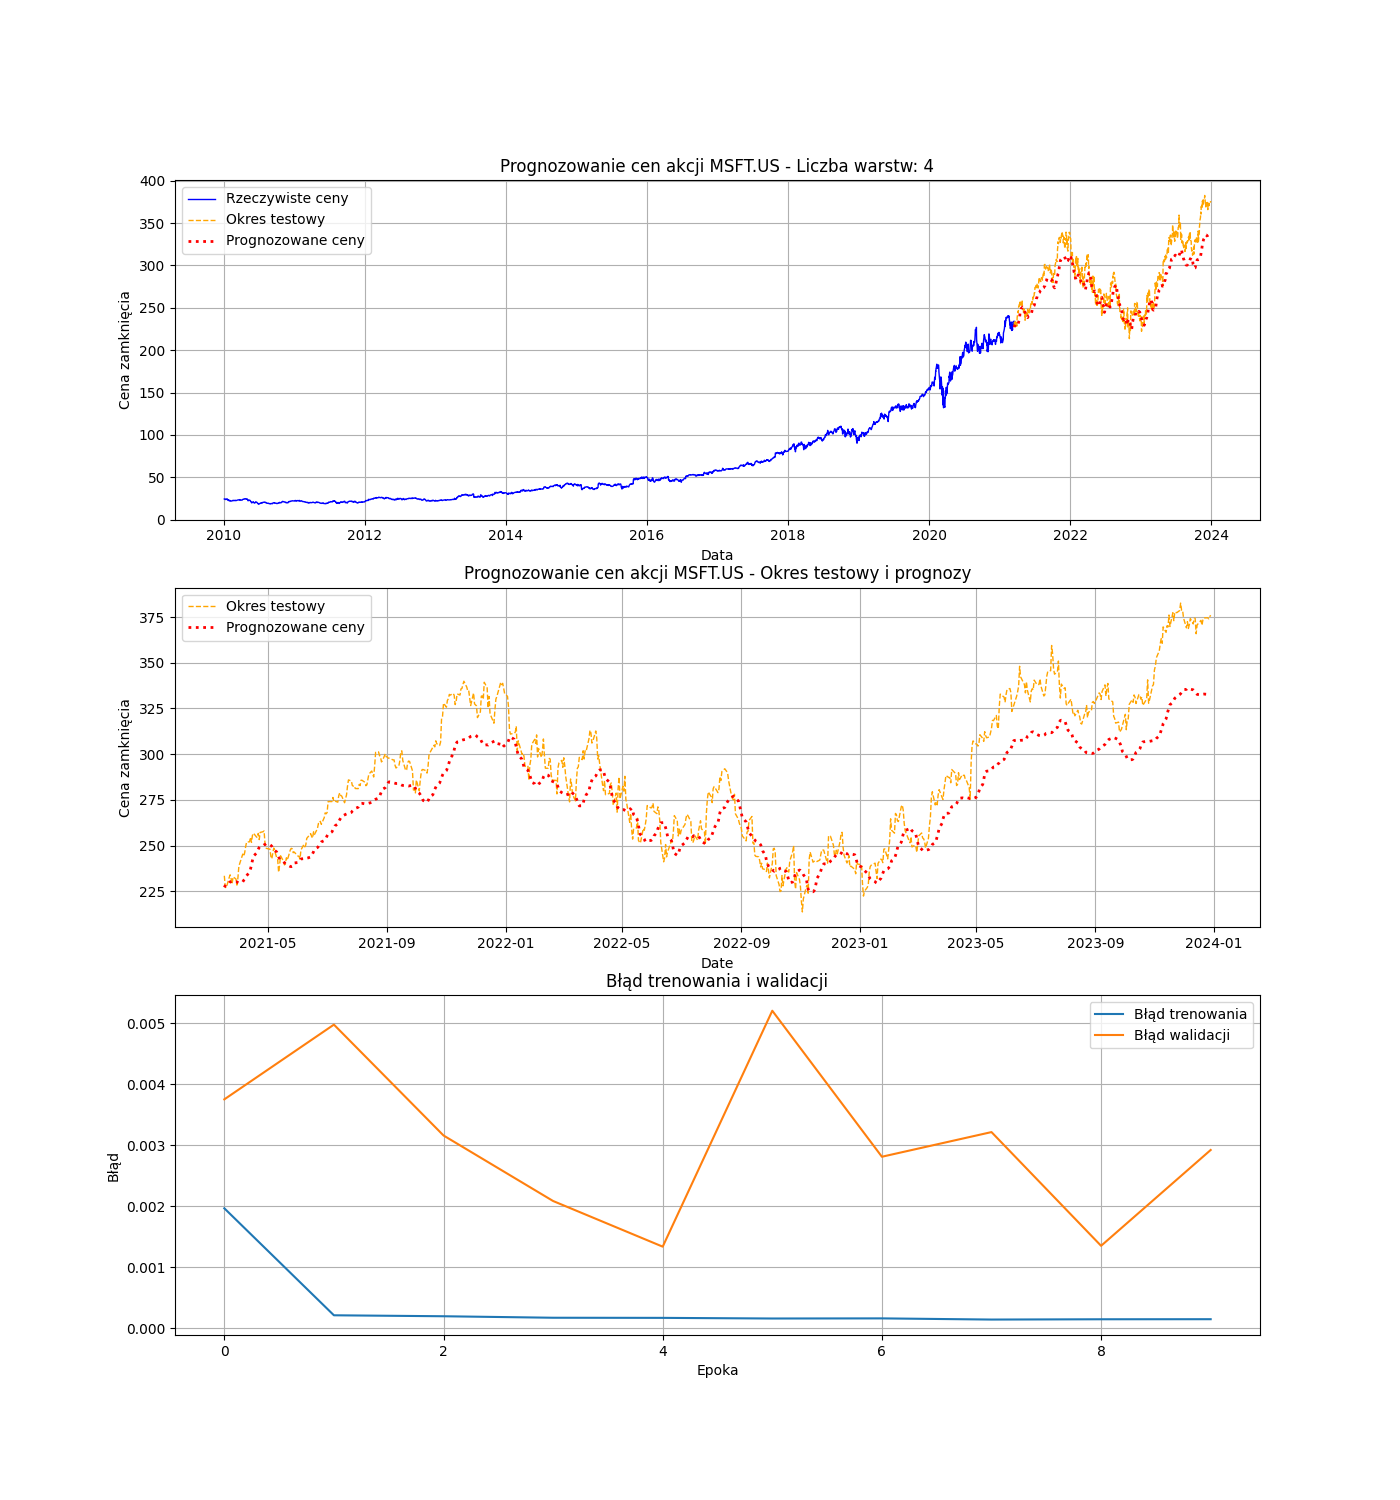 Prognozowanie cen akcji MSFT.US - Liczba warstw: 4
400
350
300
250
200
150
100
50
0
Cena zamknięcia
Rzeczywiste ceny
Okres testowy
Prognozowane ceny
2010 2012 2014 2016 2018 2020 2022 2024
Data
Prognozowanie cen akcji MSFT.US - Okres testowy i prognozy
375
350
325
300
275
250
225
Cena zamknięcia
Okres testowy
Prognozowane ceny
2021-05 2021-09 2022-01 2022-05 2022-09 2023-01 2023-05 2023-09 2024-01
Date
Błąd trenowania i walidacji
0.005
0.004
0.003
0.002
0.001
0.000
Błąd
Błąd trenowania
Błąd walidacji
0 2 4 6 8
Epoka